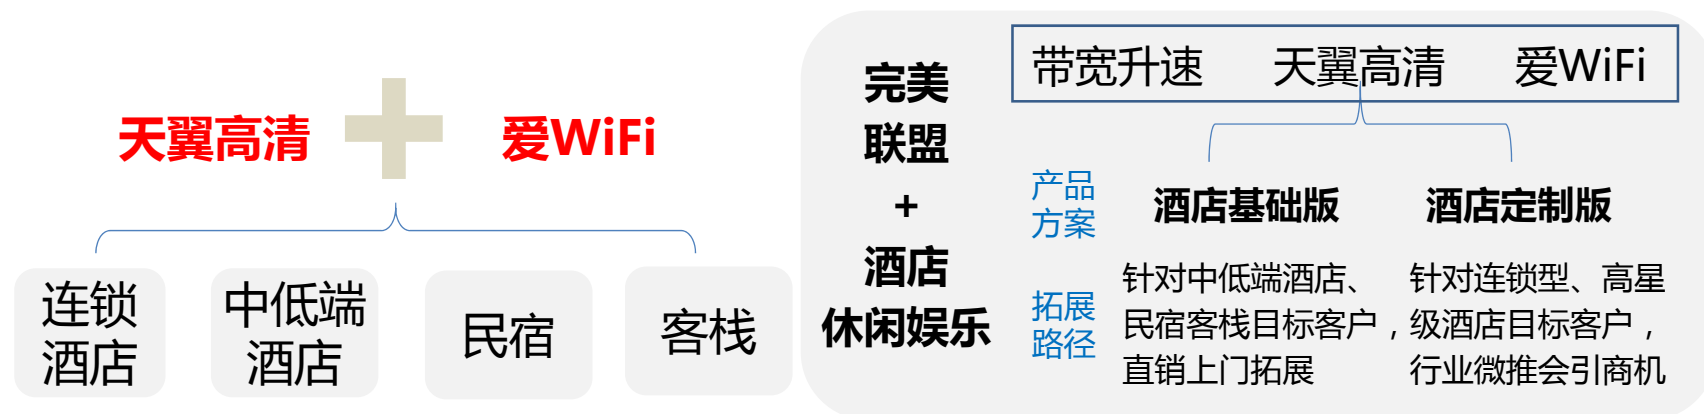 天翼高清
爱WiFi
连锁
酒店
中低端
酒店
民宿
客栈
完美
联盟
+
酒店
休闲娱乐
带宽升速 天翼高清 爱WiFi
产品
方案
酒店基础版
酒店定制版
拓展
路径
针对中低端酒店、
民宿客栈目标客户，
直销上门拓展
针对连锁型、高星
级酒店目标客户，
行业微推会引商机